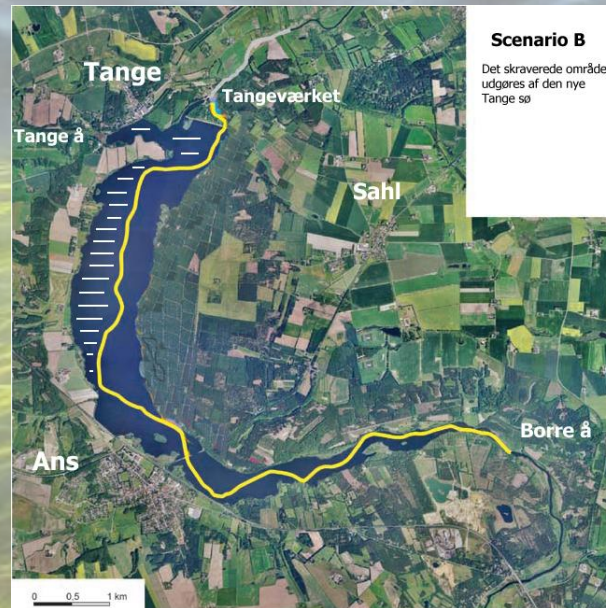 Scenario B
Det skraverede område
udgøres af den nye
Tange sø
Tange
Tangeværket
Tange å
Sahl
Borre å
Ans
0 0.5 1 km